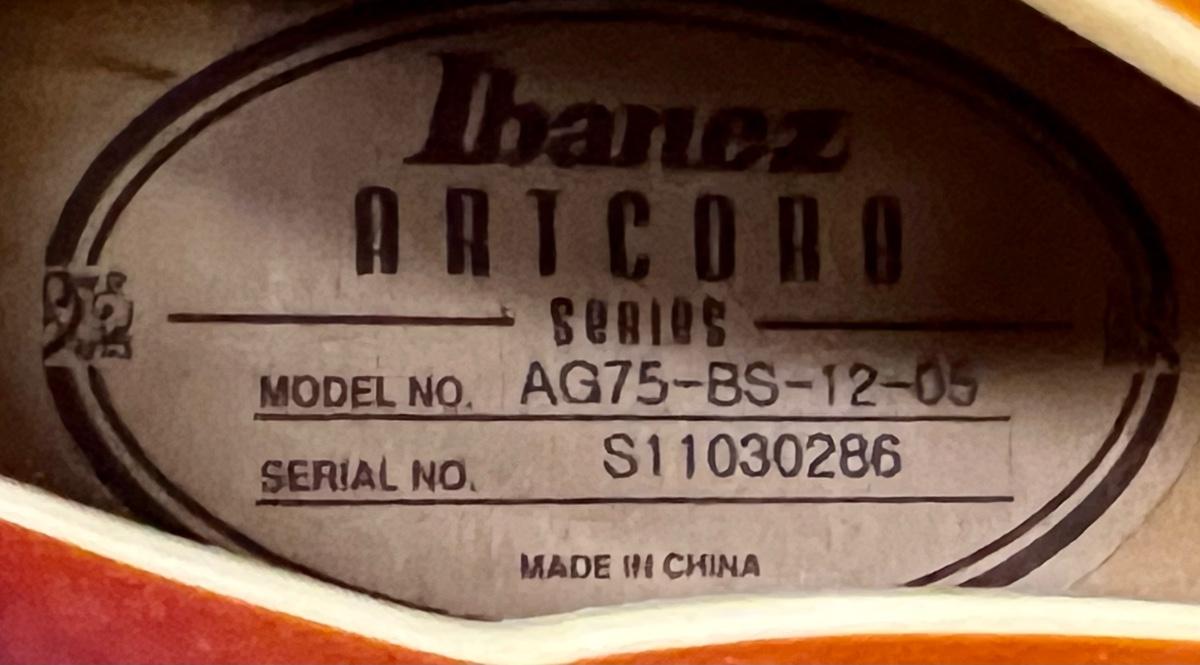 Ibanez
ARTCORE
SERIES
MODEL NO. AG75-BS-12-05
SERIAL NO. S11030286
MADE IN CHINA